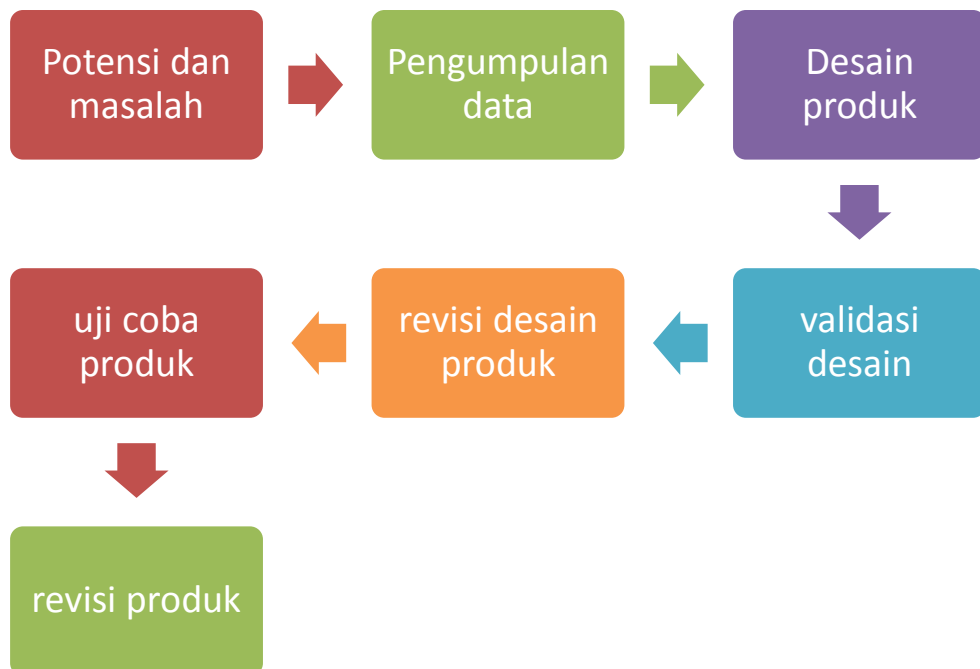 Potensi dan
masalah
Pengumpulan
data
Desain
produk
validasi
desain
revisi desain
produk
uji coba
produk
revisi produk